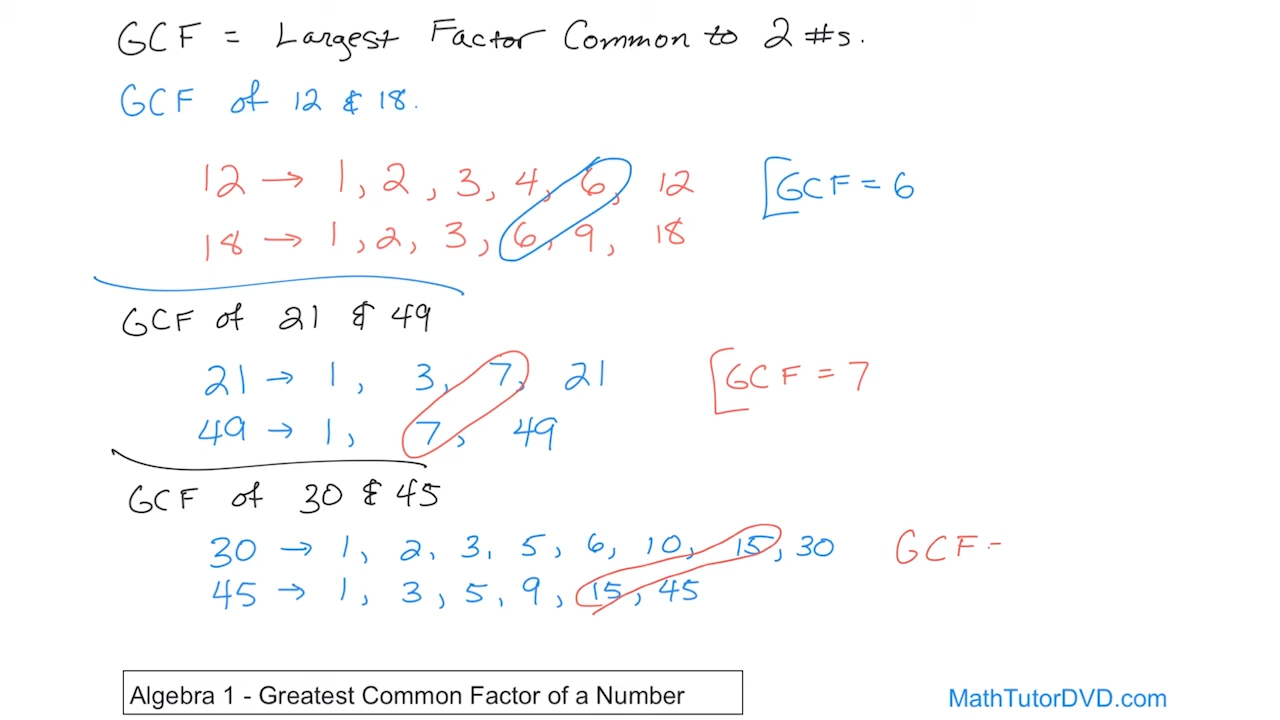 GCF = Largest Factor Common to 2 #s.
GCF of 12 & 18.
12 → 1, 2, 3, 4, 6, 12 [GCF = 6
18 → 1, 2, 3, 6, 9, 18
GCF of 21 & 49
21 → 1, 3, 7, 21 [GCF = 7
49 → 1, 7, 49
GCF of 30 & 45
30 → 1, 2, 3, 5, 6, 10, 15, 30 GCF -
45 → 1, 3, 5, 9, 15, 45
Algebra 1 - Greatest Common Factor of a Number
MathTutorDVD.com